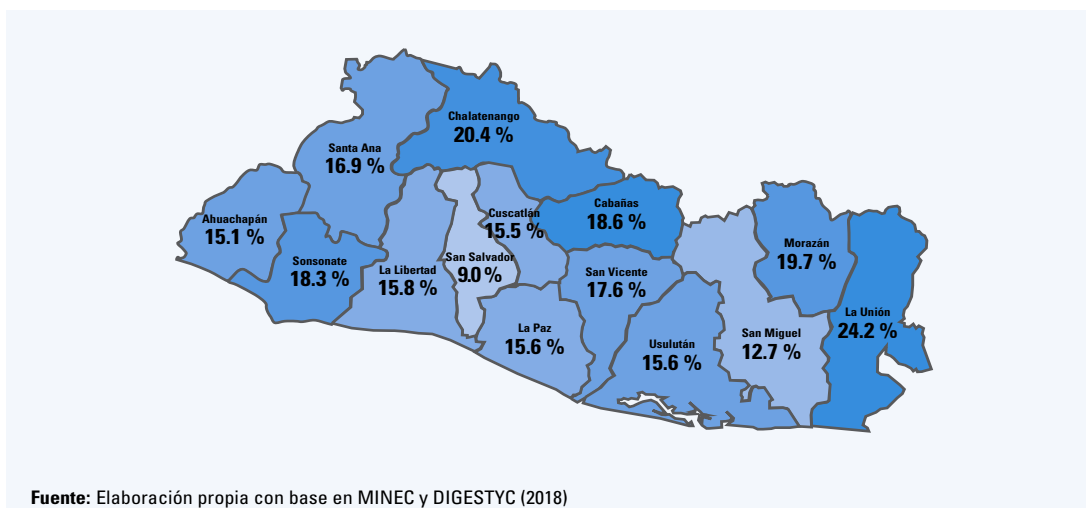 Chalatenango
20.4 %
Santa Ana
16.9 %
Cabañas
18.6 %
Cuscatlán
15.5 %
Ahuachapán
15.1 %
Morazán
19.7 %
San Salvador
9.0 %
Sonsonate
18.3 %
La Libertad
15.8 %
San Vicente
17.6 %
La Unión
24.2 %
La Paz
15.6 %
San Miguel
12.7 %
Usulután
15.6 %
Fuente: Elaboración propia con base en MINEC y DIGESTYC (2018)